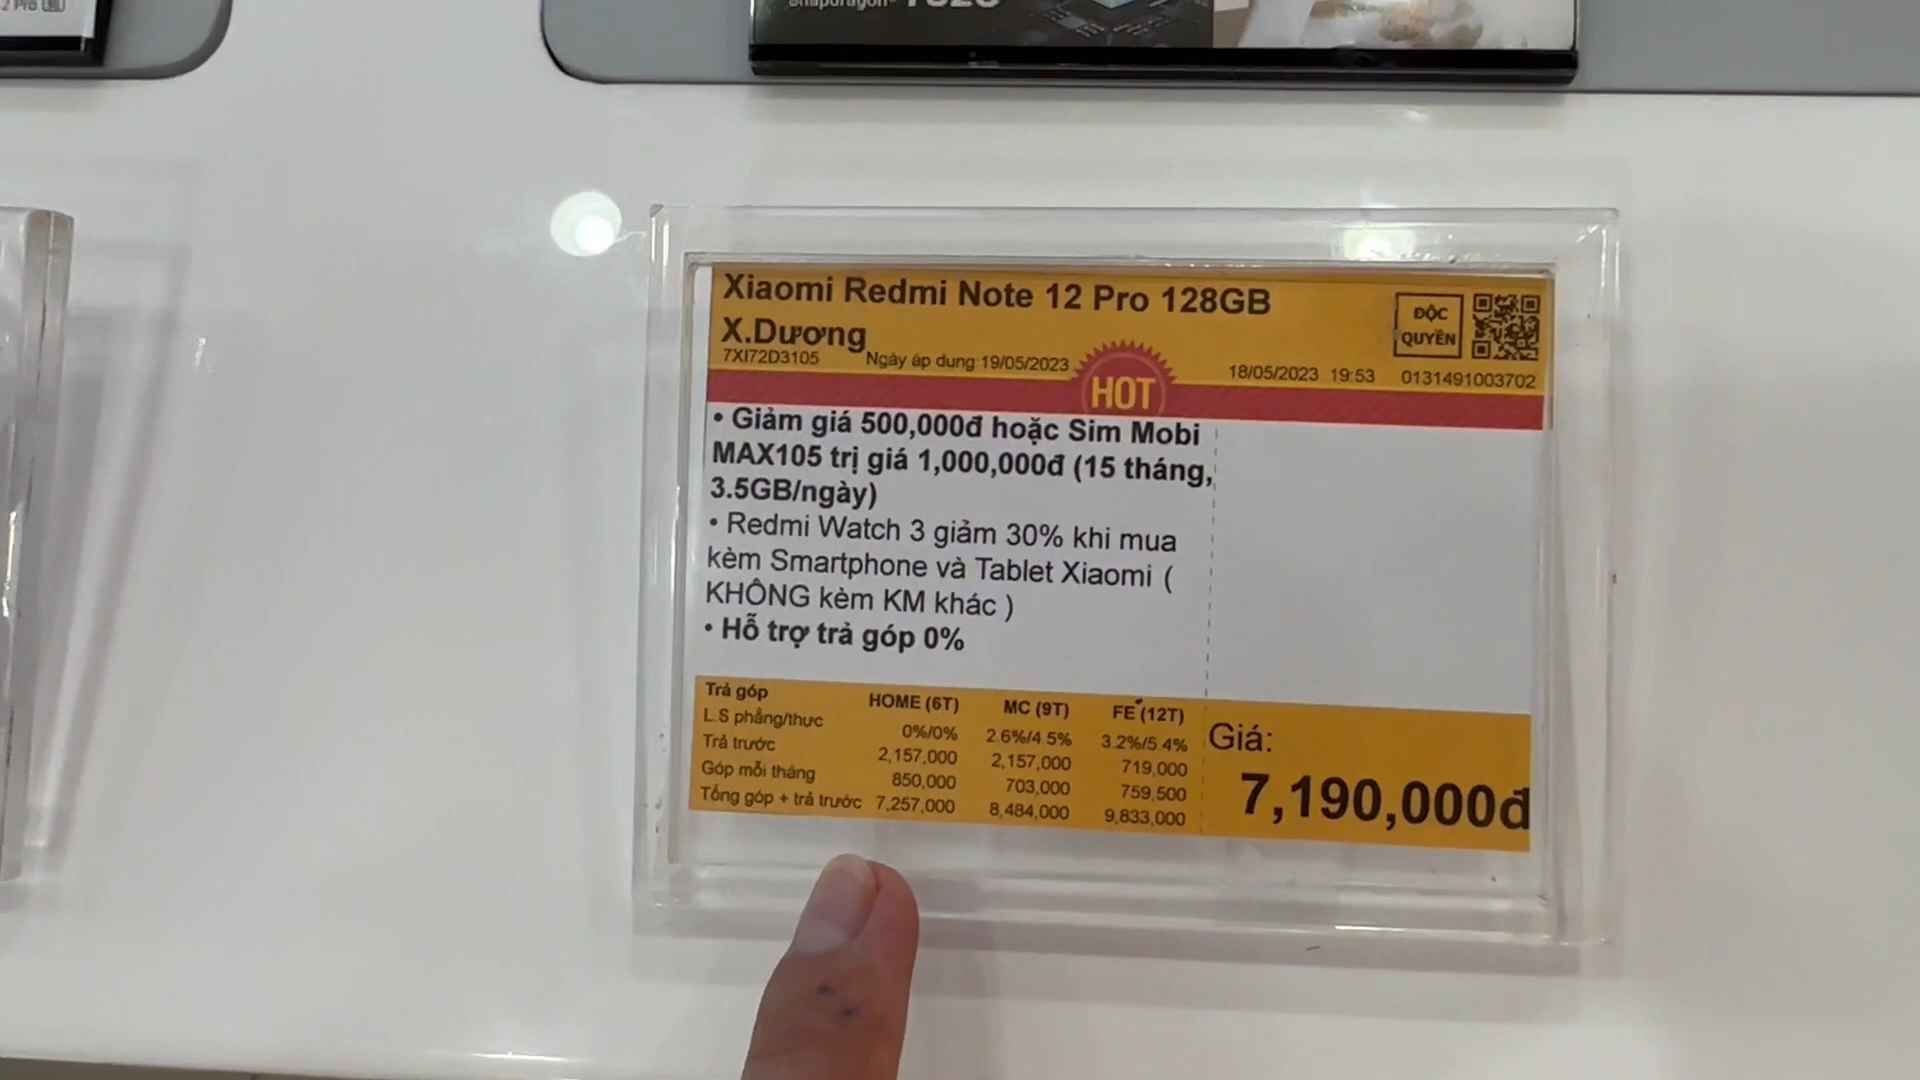 2 Pro
Snapdragon
Xiaomi Redmi Note 12 Pro 128GB
X.Dương
ĐỘC
QUYỀN
7XI72D3105 Ngày áp dụng 19/05/2023
18/05/2023 19:53 0131491003702
HOT
• Giảm giá 500,000đ hoặc Sim Mobi
MAX105 trị giá 1,000,000đ (15 tháng,
3.5GB/ngày)
• Redmi Watch 3 giảm 30% khi mua
kèm Smartphone và Tablet Xiaomi (
KHÔNG kèm KM khác )
• Hỗ trợ trả góp 0%
Trả góp HOME (6T) MC (9T) FE (12T)
L.S phẳng/thực 0%/0% 2.6%/4.5% 3.2%/5.4%
Trả trước 2,157,000 2,157,000 719,000
Góp mỗi tháng 850,000 703,000 759,500
Tổng góp + trả trước 7,257,000 8,484,000 9,833,000
Giá:
7,190,000đ